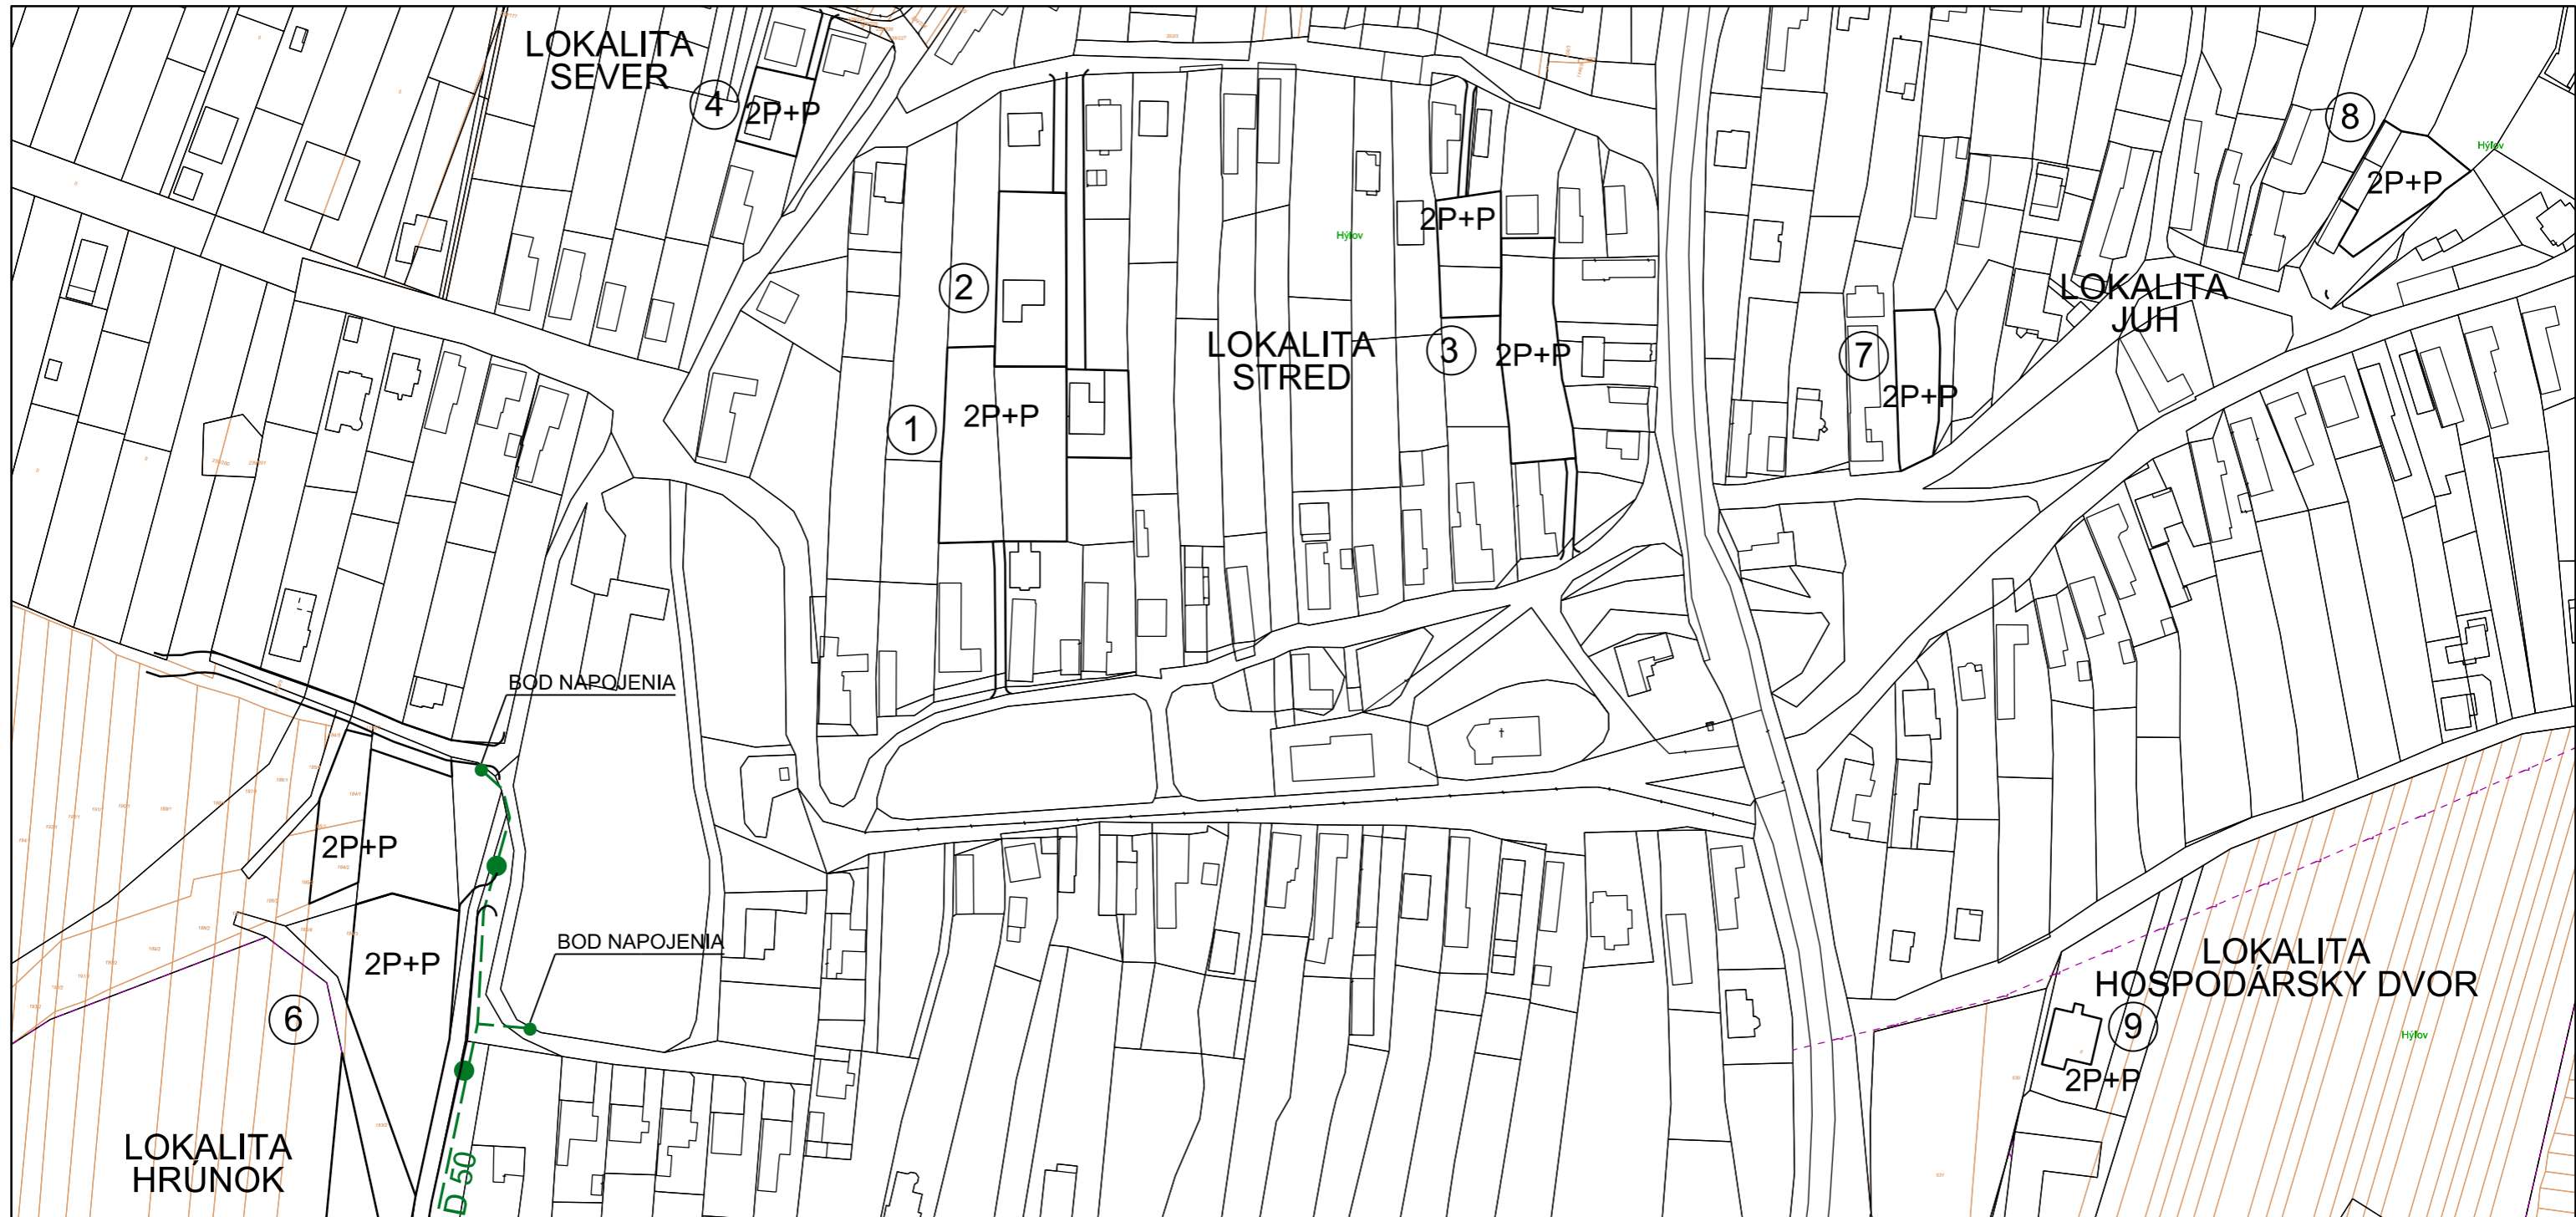 LOKALITA
SEVER
4
2P+P
8
Hýľov
2P+P
2P+P
Hýľov
2
LOKALITA
JUH
LOKALITA
STRED
3
2P+P
7
2P+P
1
2P+P
BOD NAPOJENIA
2P+P
BOD NAPOJENIA
2P+P
6
LOKALITA
HOSPODÁRSKY DVOR
9
Hýľov
2P+P
LOKALITA
HRÚNOK
D 50